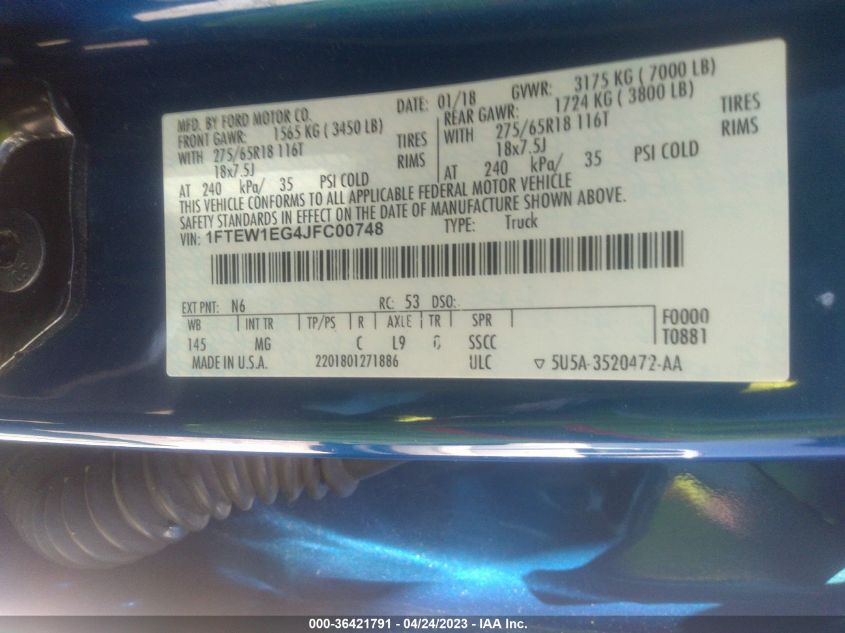 MFD. BY FORD MOTOR CO.
DATE: 01/18 GVWR: 3175 KG ( 7000 LB)
FRONT GAWR: 1565 KG ( 3450 LB) REAR GAWR: 1724 KG ( 3800 LB)
WITH 275/65R18 116T TIRES WITH 275/65R18 116T TIRES
18x7.5J RIMS 18x7.5J RIMS
AT 240 kPa/ 35 PSI COLD AT 240 kPa/ 35 PSI COLD
THIS VEHICLE CONFORMS TO ALL APPLICABLE FEDERAL MOTOR VEHICLE
SAFETY STANDARDS IN EFFECT ON THE DATE OF MANUFACTURE SHOWN ABOVE.
VIN: 1FTEW1EG4JFC00748 TYPE: Truck
EXT PNT: N6 RC: 53 DSO:
WB INT TR TP/PS R AXLE TR SPR F0000
145 MG C L9 SSCC T0881
MADE IN U.S.A. 2201801271886 ULC ▽ 5U5A-3520472-AA
000-36421791 - 04/24/2023 - IAA Inc.